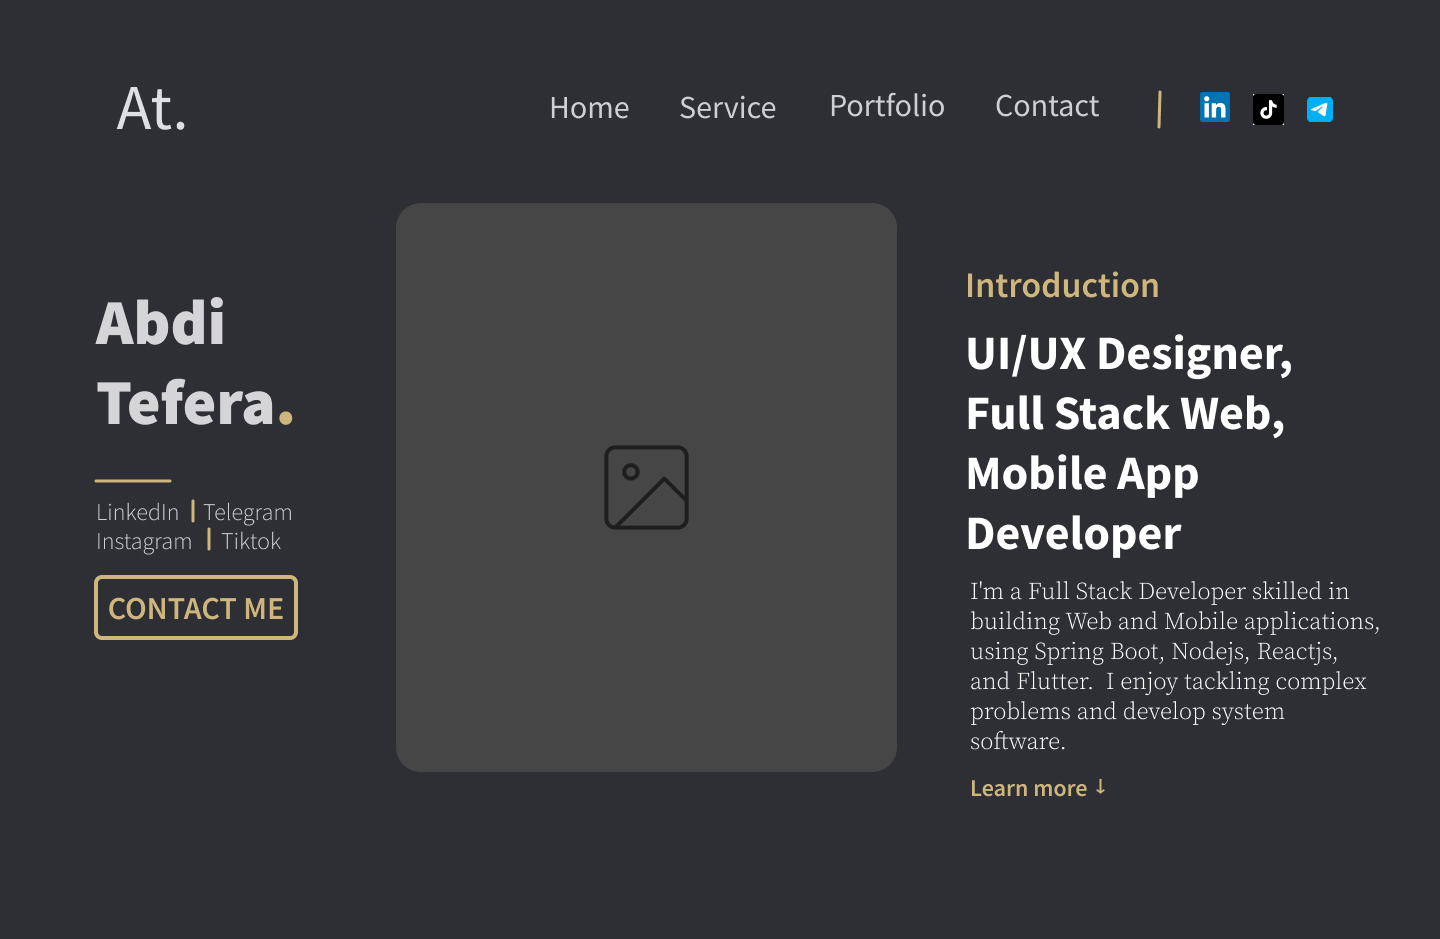 At.
Home Service Portfolio Contact
in
Abdi
Tefera.
LinkedIn Telegram
Instagram Tiktok
CONTACT ME
Introduction
UI/UX Designer,
Full Stack Web,
Mobile App
Developer
I'm a Full Stack Developer skilled in
building Web and Mobile applications,
using Spring Boot, Nodejs, Reactjs,
and Flutter.  I enjoy tackling complex
problems and develop system
software.
Learn more ↓